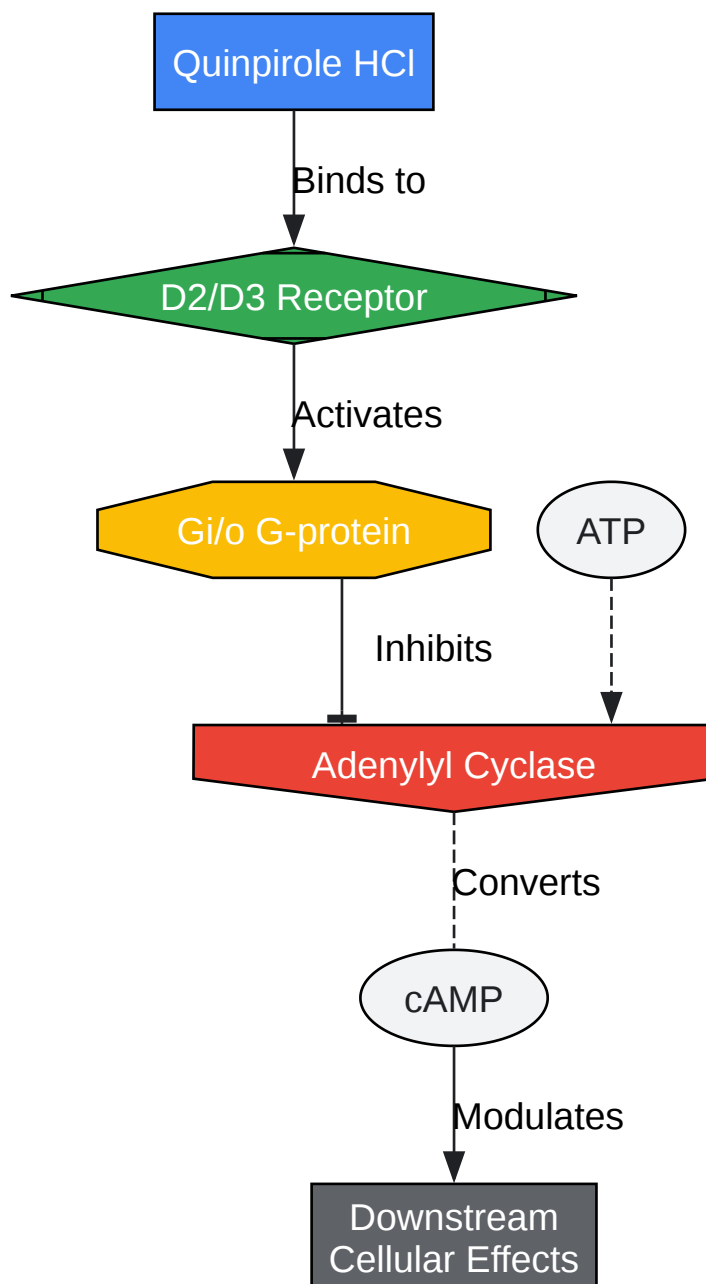 Quinpirole HCl
Binds to
D2/D3 Receptor
Activates
Gi/o G-protein
ATP
Inhibits
Adenylyl Cyclase
Converts
cAMP
Modulates
Downstream
Cellular Effects